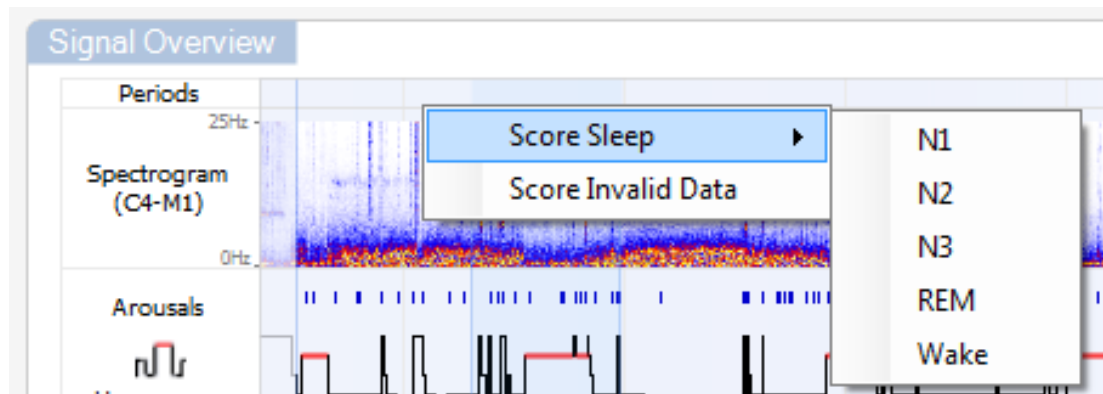 Signal Overview
Periods
25Hz
Spectrogram
(C4-M1)
0Hz
Arousals
Score Sleep
Score Invalid Data
N1
N2
N3
REM
Wake